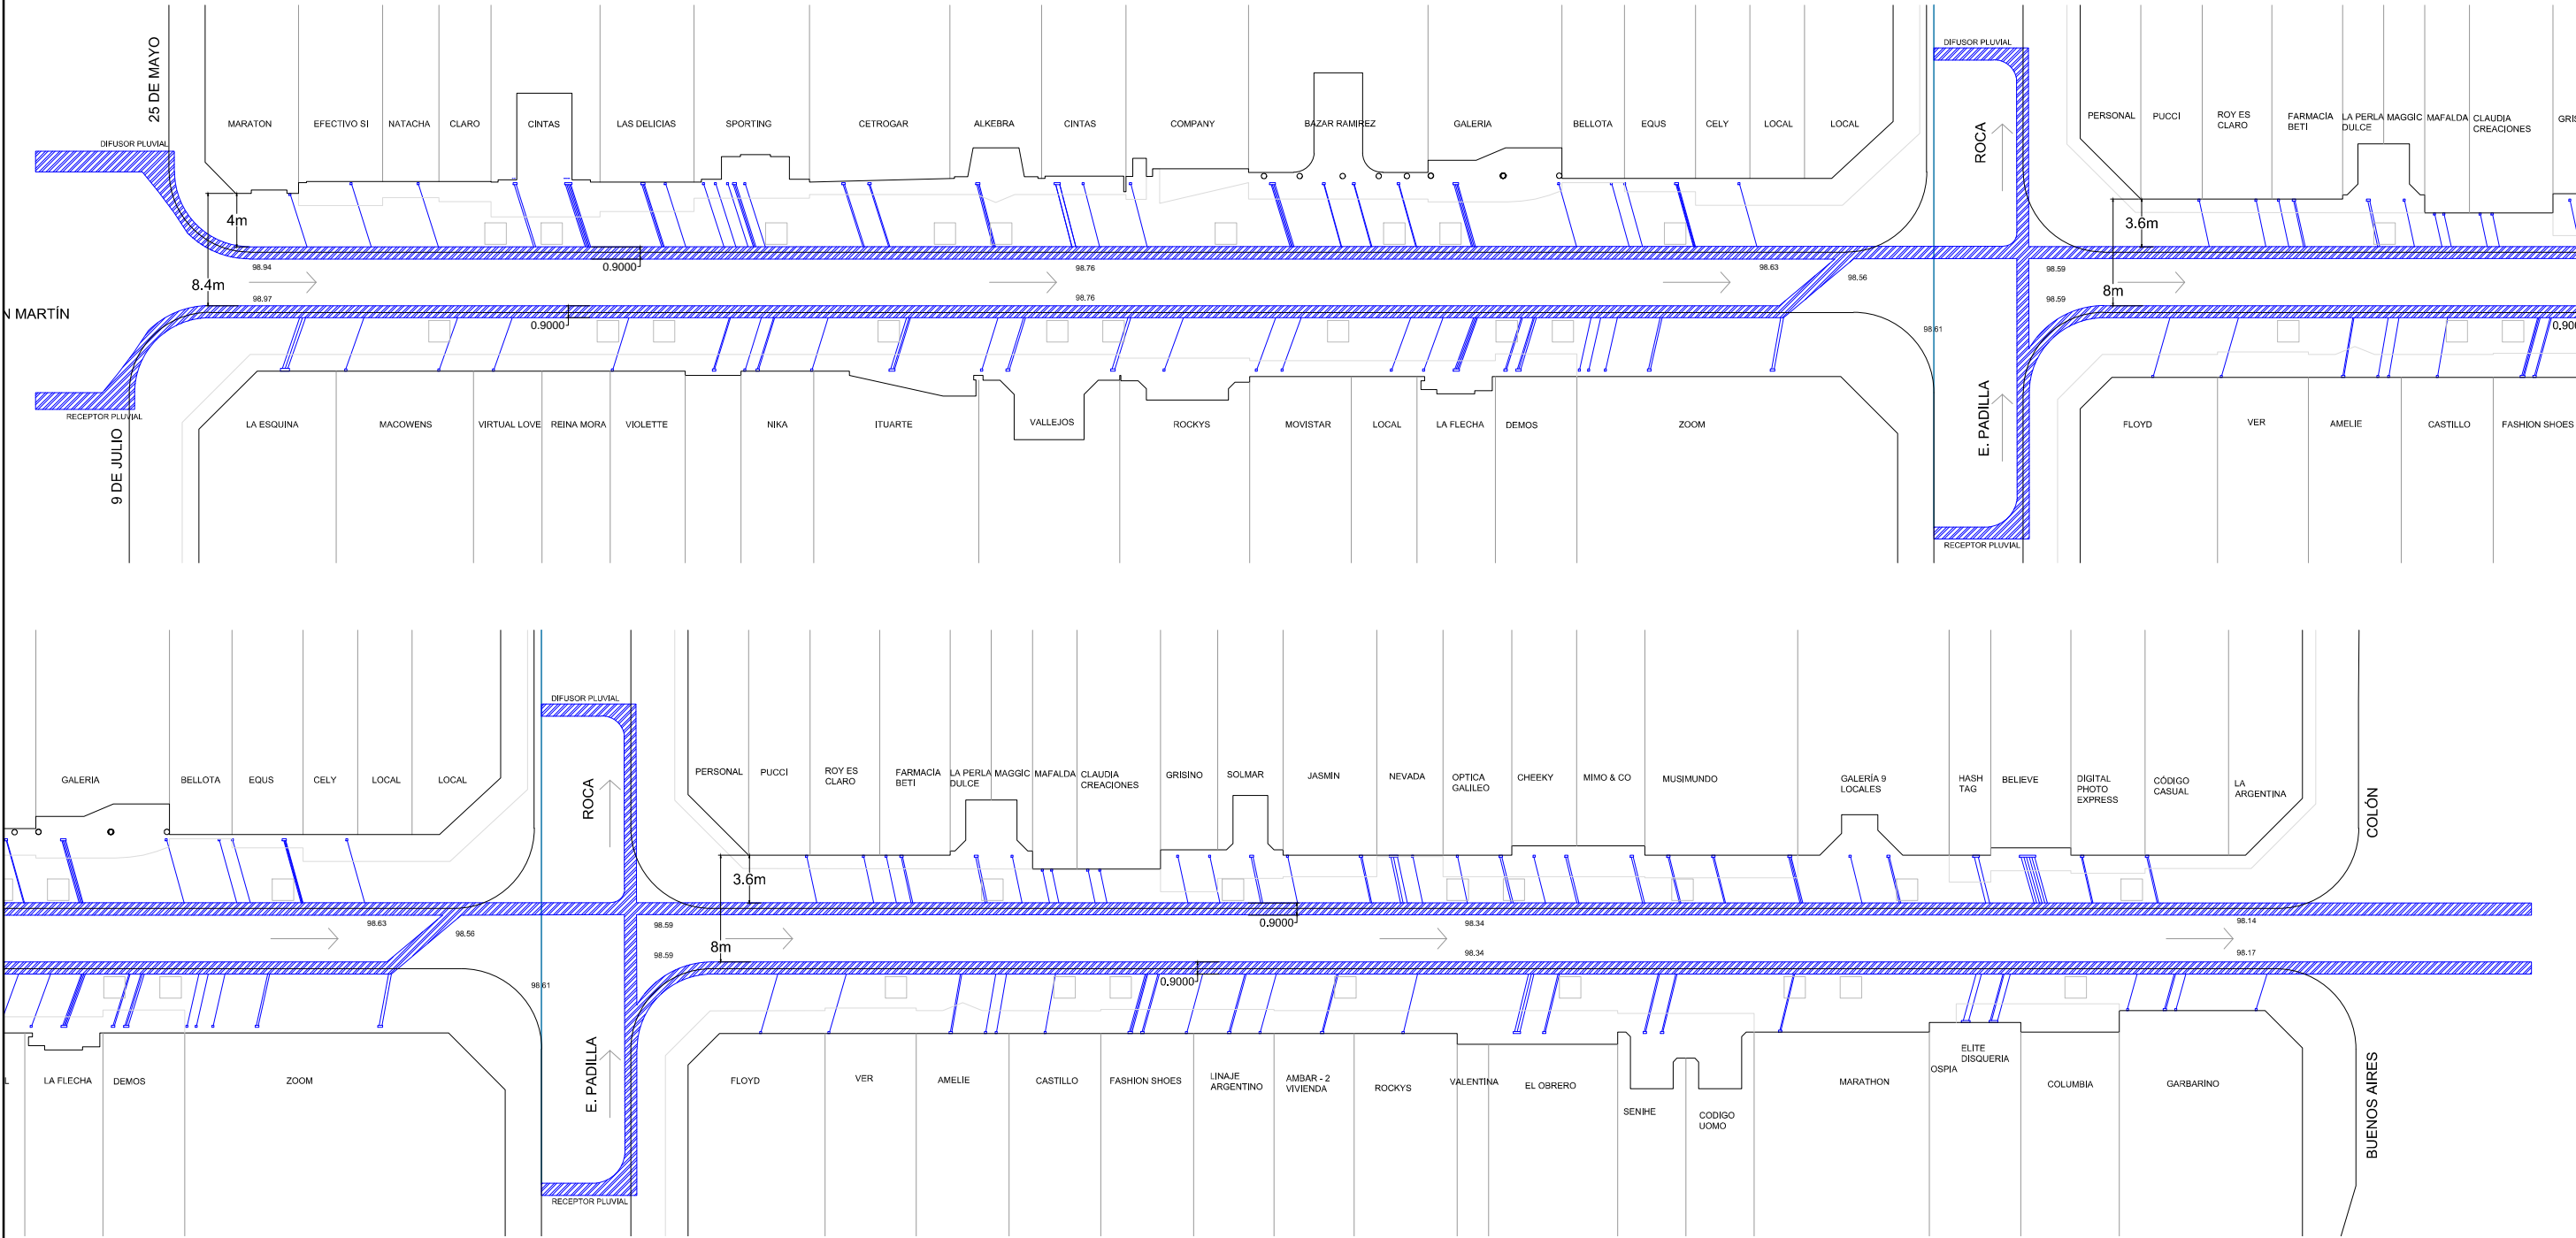 25 DE MAYO
MARATON
EFECTIVO SI
NATACHA
CLARO
CINTAS
LAS DELICIAS
SPORTING
CETROGAR
ALKEBRA
CINTAS
COMPANY
BAZAR RAMIREZ
GALERIA
BELLOTA
EQUS
CELY
LOCAL
LOCAL
DIFUSOR PLUVIAL
ROCA
PERSONAL
PUCCI
ROY ES
CLARO
FARMACÍA
BETI
LA PERLA
DULCE
MAGGIC
MAFALDA
CLAUDIA
CREACIONES
DIFUSOR PLUVIAL
4m
8.4m
98.94
0.9000
98.76
98.63
98.56
98.59
3.6m
98.97
0.9000
98.76
98.61
98.59
8m
N MARTÍN
RECEPTOR PLUVIAL
9 DE JULIO
LA ESQUINA
MACOWENS
VIRTUAL LOVE
REINA MORA
VIOLETTE
NIKA
ITUARTE
VALLEJOS
ROCKYS
MOVISTAR
LOCAL
LA FLECHA
DEMOS
ZOOM
E. PADILLA
RECEPTOR PLUVIAL
FLOYD
VER
AMELIE
CASTILLO
FASHION SHOES
GALERIA
BELLOTA
EQUS
CELY
LOCAL
LOCAL
DIFUSOR PLUVIAL
ROCA
PERSONAL
PUCCI
ROY ES
CLARO
FARMACÍA
BETI
LA PERLA
DULCE
MAGGIC
MAFALDA
CLAUDIA
CREACIONES
GRISINO
SOLMAR
JASMIN
NEVADA
OPTICA
GALILEO
CHEEKY
MIMO & CO
MUSIMUNDO
GALERÍA 9
LOCALES
HASH
TAG
BELIEVE
DIGITAL
PHOTO
EXPRESS
CÓDIGO
CASUAL
LA
ARGENTINA
COLÓN
3.6m
98.63
98.56
98.59
0.9000
98.34
98.14
8m
98.61
98.59
0.9000
98.34
98.17
LA FLECHA
DEMOS
ZOOM
E. PADILLA
RECEPTOR PLUVIAL
FLOYD
VER
AMELIE
CASTILLO
FASHION SHOES
LINAJE
ARGENTINO
AMBAR - 2
VIVIENDA
ROCKYS
VALENTINA
EL OBRERO
SENIHE
CODIGO
UOMO
MARATHON
OSPIA
ELITE
DISQUERIA
COLUMBIA
GARBARINO
BUENOS AIRES